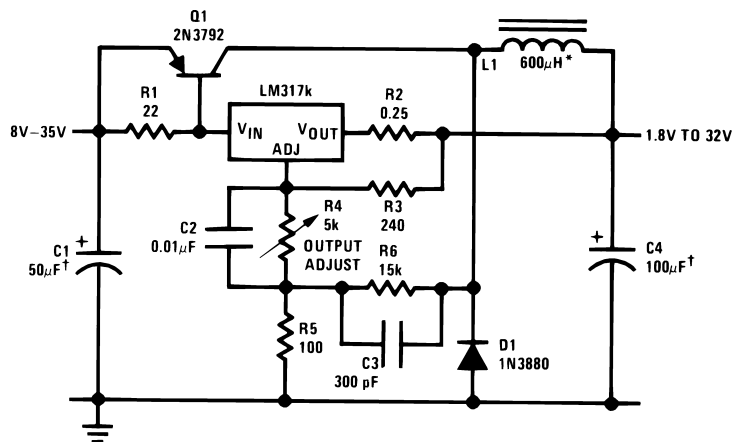 Q1
2N3792
L1
600μH*
R1
22
LM317k
R2
0.25
8V–35V
VIN
VOUT
ADJ
1.8V TO 32V
R3
240
R4
5k
OUTPUT
ADJUST
C2
0.01μF
R6
15k
+
C1
50μF†
+
C4
100μF†
R5
100
C3
300 pF
D1
1N3880